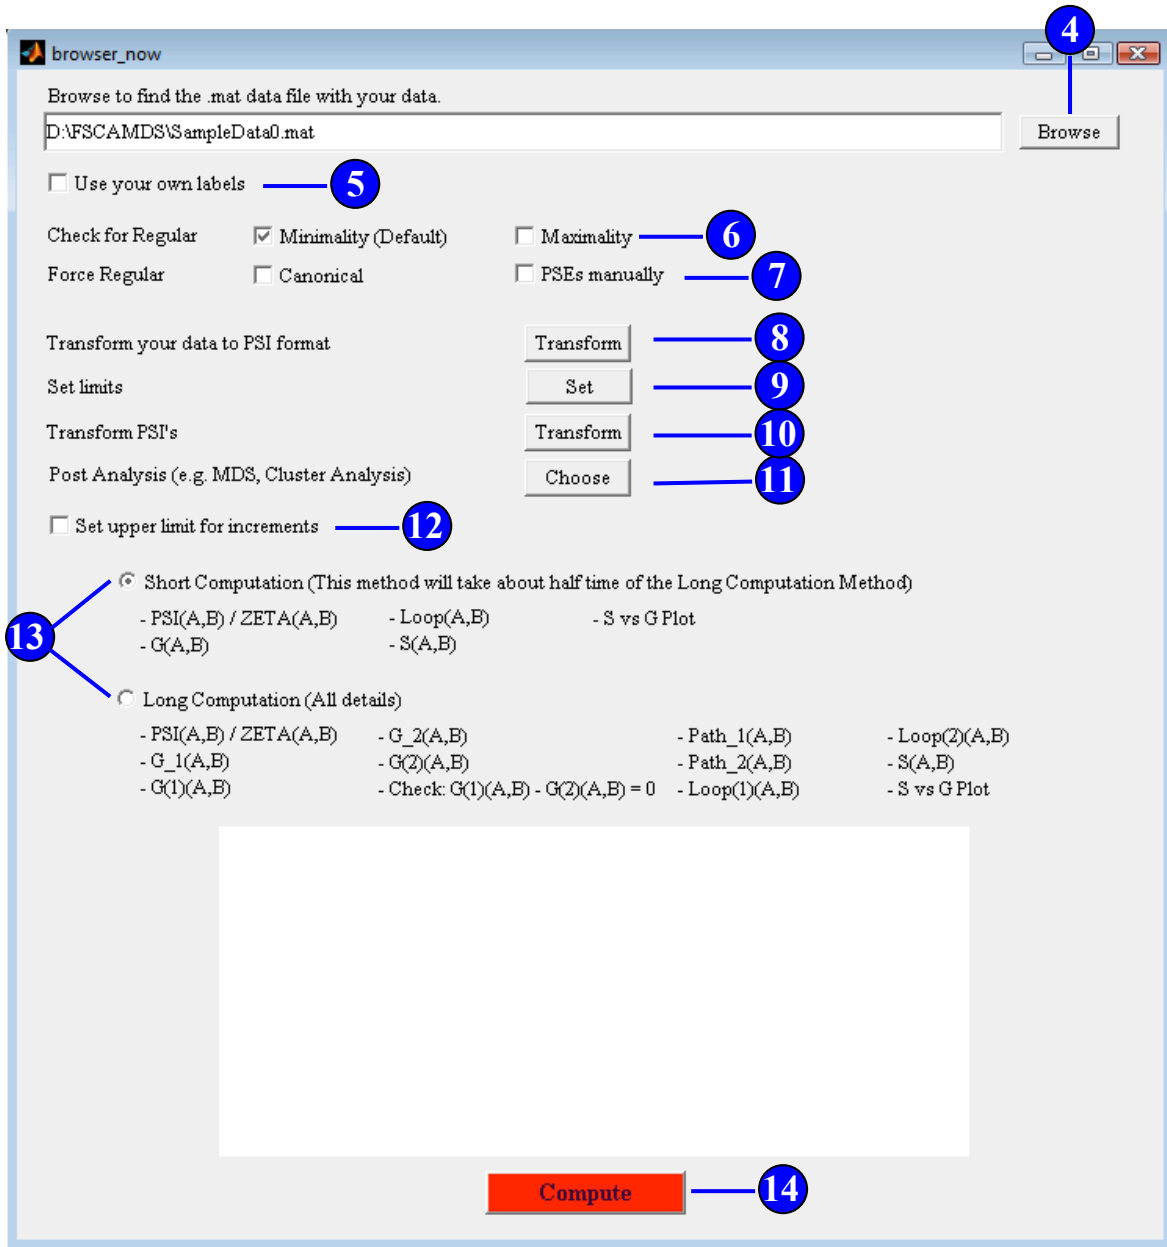 4
browser_now
Browse to find the .mat data file with your data.
D:\FSCAMDS\SampleData0.mat
Browse
Use your own labels
5
Check for Regular Minimality (Default) Maximality 6
Force Regular Canonical PSEs manually 7
Transform your data to PSI format Transform 8
Set limits Set 9
Transform PSI's Transform 10
Post Analysis (e.g. MDS, Cluster Analysis) Choose 11
Set upper limit for increments 12
13
Short Computation (This method will take about half time of the Long Computation Method)
- PSI(A,B) / ZETA(A,B) - Loop(A,B) - S vs G Plot
- G(A,B) - S(A,B)
Long Computation (All details)
- PSI(A,B) / ZETA(A,B) - G_2(A,B) - Path_1(A,B) - Loop(2)(A,B)
- G_1(A,B) - G(2)(A,B) - Path_2(A,B) - S(A,B)
- G(1)(A,B) - Check: G(1)(A,B) - G(2)(A,B) = 0 - Loop(1)(A,B) - S vs G Plot
Compute 14